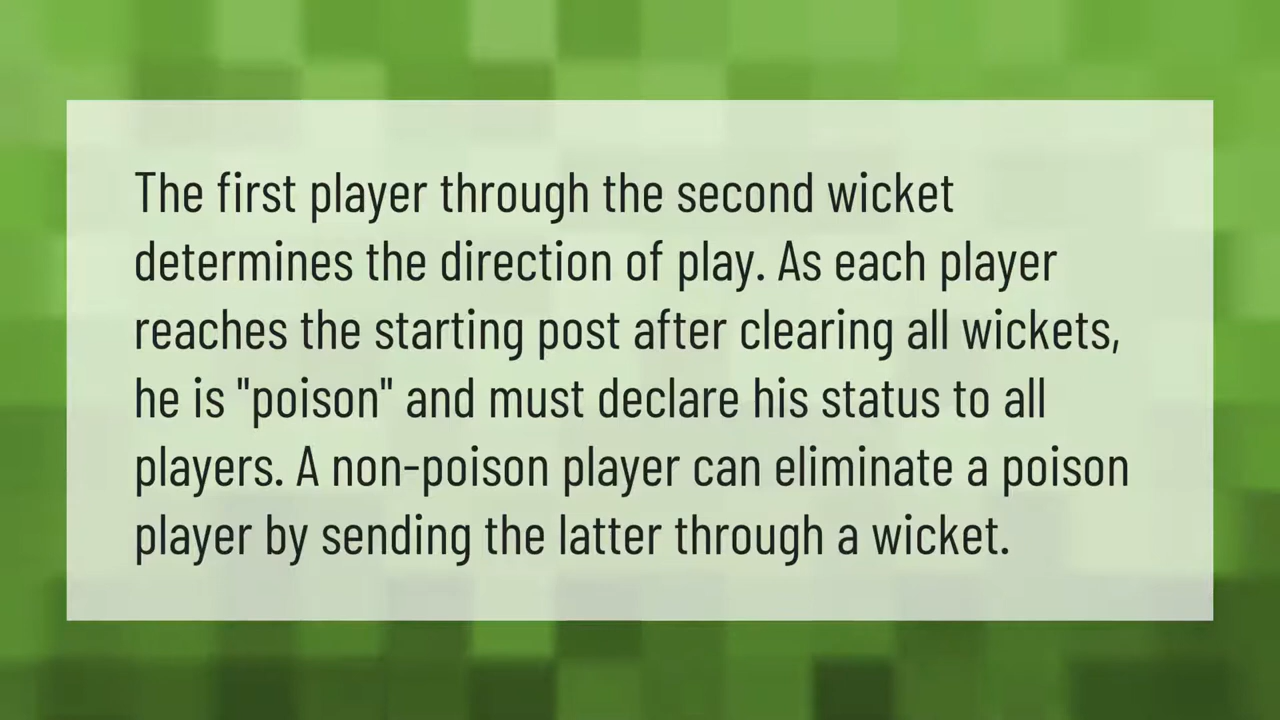 The first player through the second wicket
determines the direction of play. As each player
reaches the starting post after clearing all wickets,
he is "poison" and must declare his status to all
players. A non-poison player can eliminate a poison
player by sending the latter through a wicket.